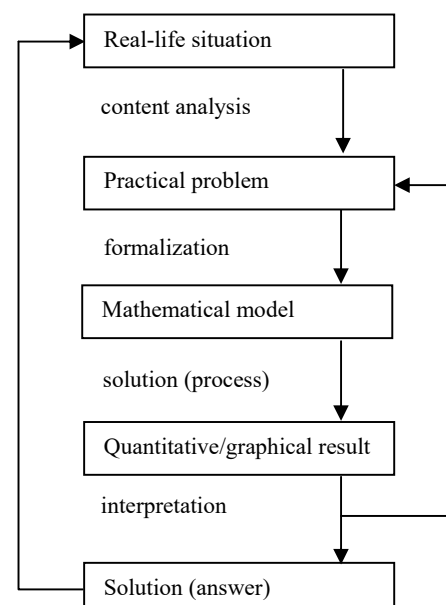 Real-life situation
content analysis
Practical problem
formalization
Mathematical model
solution (process)
Quantitative/graphical result
interpretation
Solution (answer)